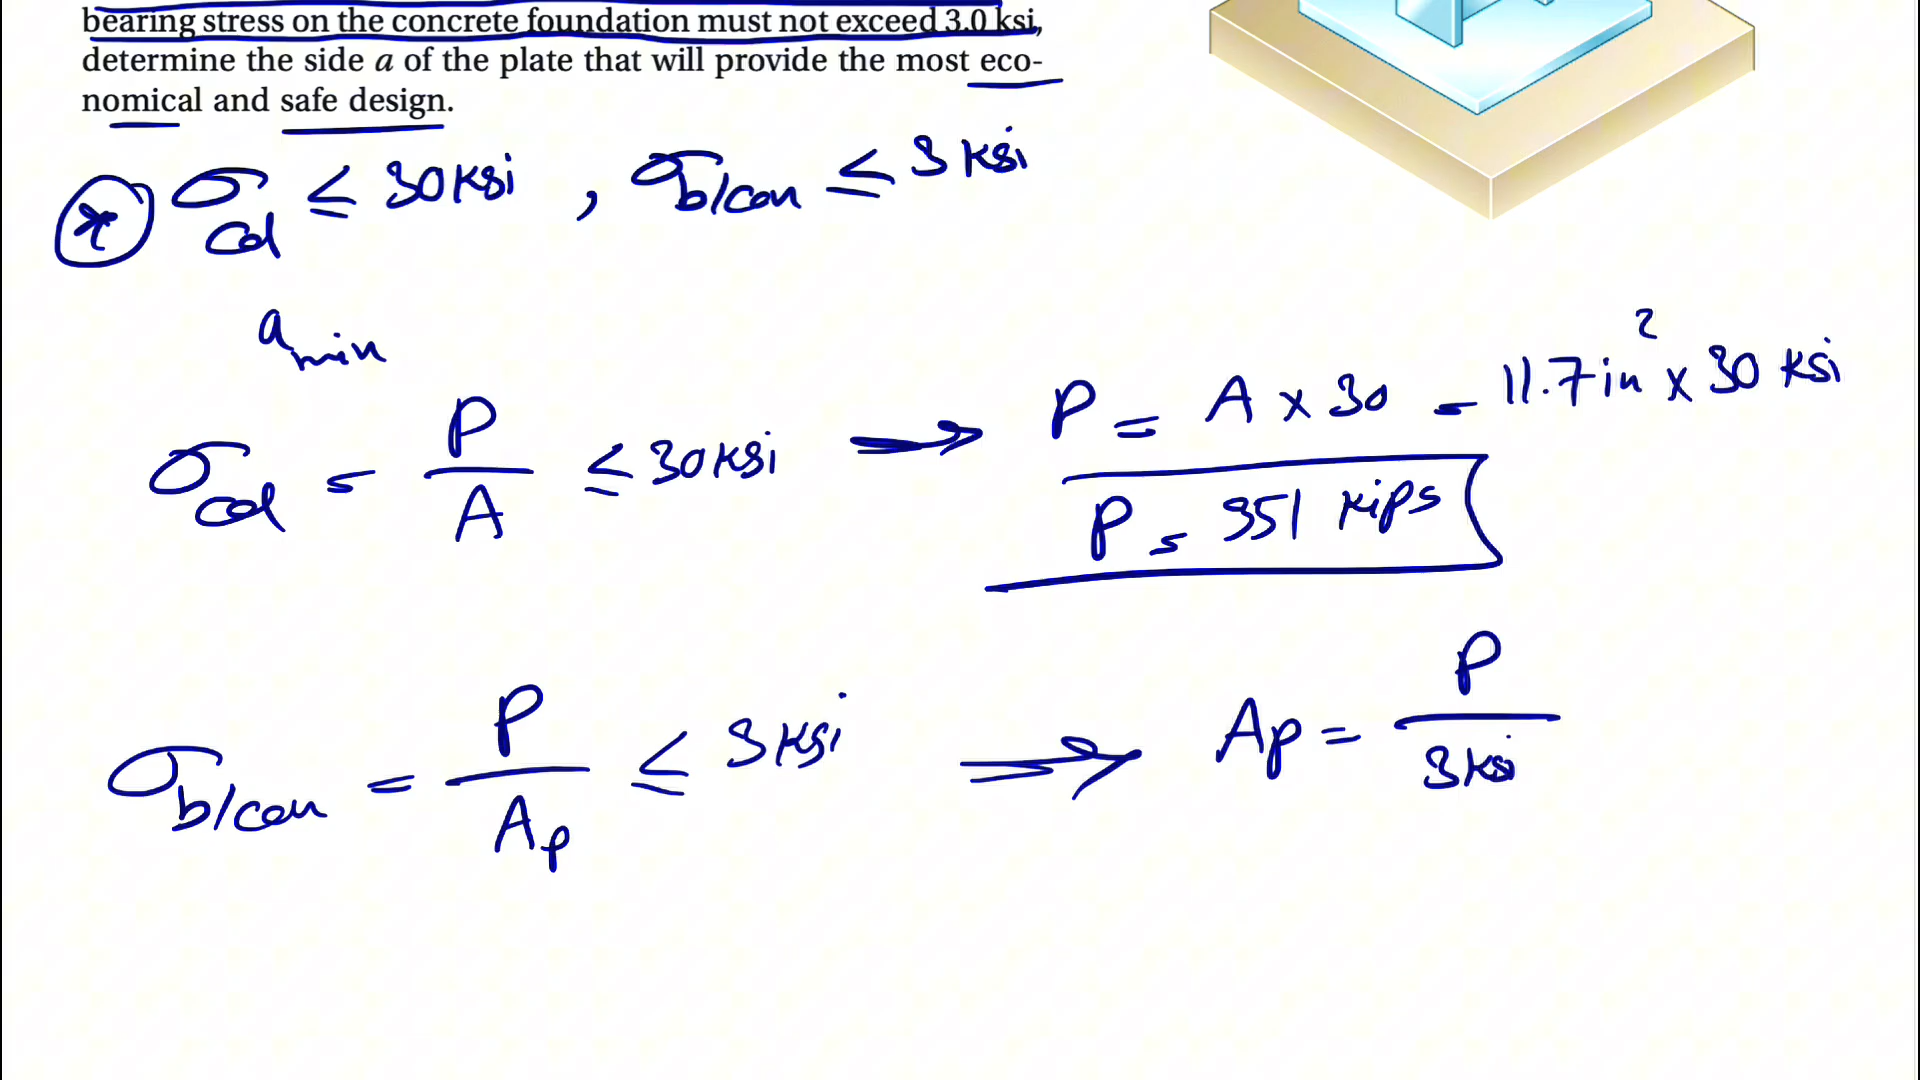 bearing stress on the concrete foundation must not exceed 3.0 ksi,
determine the side a of the plate that will provide the most eco-
nomical and safe design.
* σcol ≤ 30 ksi , σb/con ≤ 3 ksi
amin
σcol = P/A ≤ 30 ksi ⟹ P = A × 30 = 11.7 in² × 30 ksi
P = 351 kips
σb/con = P/Ap ≤ 3 ksi ⟹ Ap = P/3 ksi